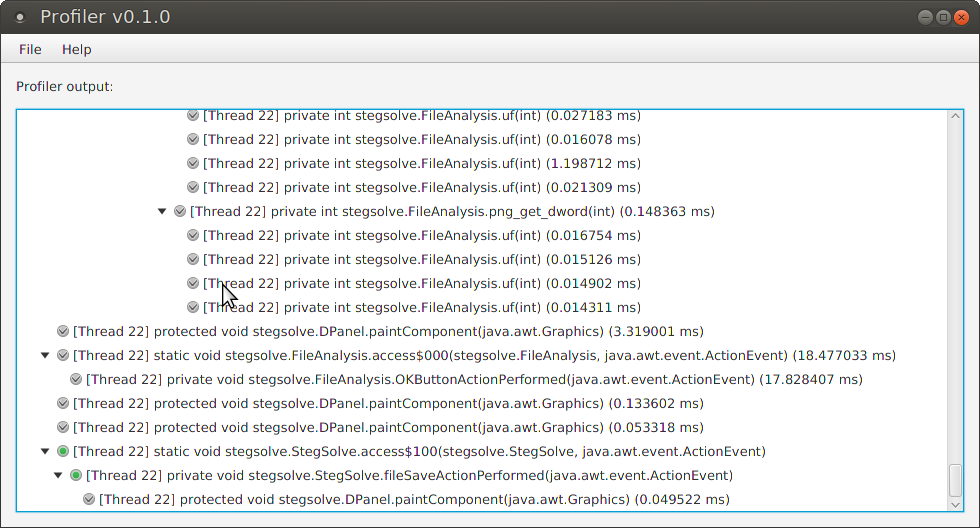 Profiler v0.1.0
File Help
Profiler output:
[Thread 22] private int stegsolve.FileAnalysis.uf(int) (0.027183 ms)
[Thread 22] private int stegsolve.FileAnalysis.uf(int) (0.016078 ms)
[Thread 22] private int stegsolve.FileAnalysis.uf(int) (1.198712 ms)
[Thread 22] private int stegsolve.FileAnalysis.uf(int) (0.021309 ms)
[Thread 22] private int stegsolve.FileAnalysis.png_get_dword(int) (0.148363 ms)
[Thread 22] private int stegsolve.FileAnalysis.uf(int) (0.016754 ms)
[Thread 22] private int stegsolve.FileAnalysis.uf(int) (0.015126 ms)
[Thread 22] private int stegsolve.FileAnalysis.uf(int) (0.014902 ms)
[Thread 22] private int stegsolve.FileAnalysis.uf(int) (0.014311 ms)
[Thread 22] protected void stegsolve.DPanel.paintComponent(java.awt.Graphics) (3.319001 ms)
[Thread 22] static void stegsolve.FileAnalysis.access$000(stegsolve.FileAnalysis, java.awt.event.ActionEvent) (18.477033 ms)
[Thread 22] private void stegsolve.FileAnalysis.OKButtonActionPerformed(java.awt.event.ActionEvent) (17.828407 ms)
[Thread 22] protected void stegsolve.DPanel.paintComponent(java.awt.Graphics) (0.133602 ms)
[Thread 22] protected void stegsolve.DPanel.paintComponent(java.awt.Graphics) (0.053318 ms)
[Thread 22] static void stegsolve.StegSolve.access$100(stegsolve.StegSolve, java.awt.event.ActionEvent)
[Thread 22] private void stegsolve.StegSolve.fileSaveActionPerformed(java.awt.event.ActionEvent)
[Thread 22] protected void stegsolve.DPanel.paintComponent(java.awt.Graphics) (0.049522 ms)